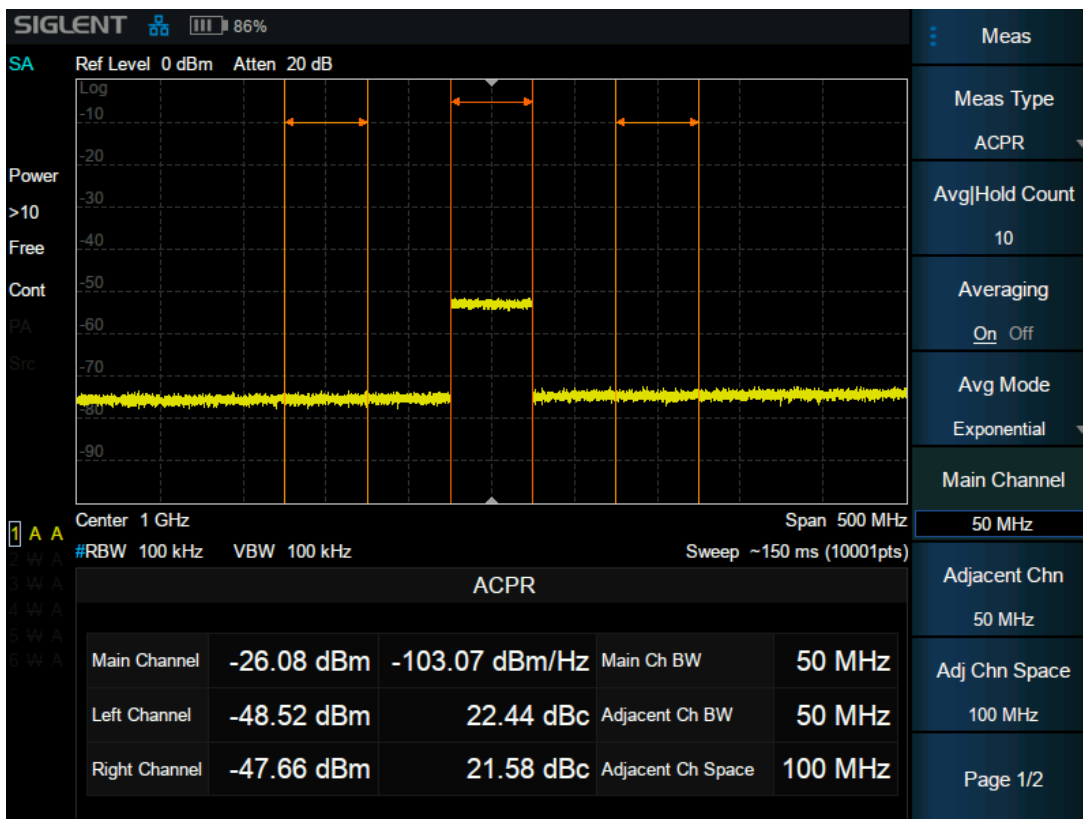 SIGLENT 86% Meas
SA Ref Level 0 dBm Atten 20 dB
Log
-10
-20
-30
-40
-50
-60
-70
-80
-90
Power
>10
Free
Cont
PA
Src
1 A A
2 W A
3 W A
4 W A
5 W A
6 W A
Center 1 GHz Span 500 MHz
#RBW 100 kHz VBW 100 kHz Sweep ~150 ms (10001pts)
ACPR
Main Channel -26.08 dBm -103.07 dBm/Hz Main Ch BW 50 MHz
Left Channel -48.52 dBm 22.44 dBc Adjacent Ch BW 50 MHz
Right Channel -47.66 dBm 21.58 dBc Adjacent Ch Space 100 MHz
Meas Type
ACPR
Avg|Hold Count
10
Averaging
On Off
Avg Mode
Exponential
Main Channel
50 MHz
Adjacent Chn
50 MHz
Adj Chn Space
100 MHz
Page 1/2